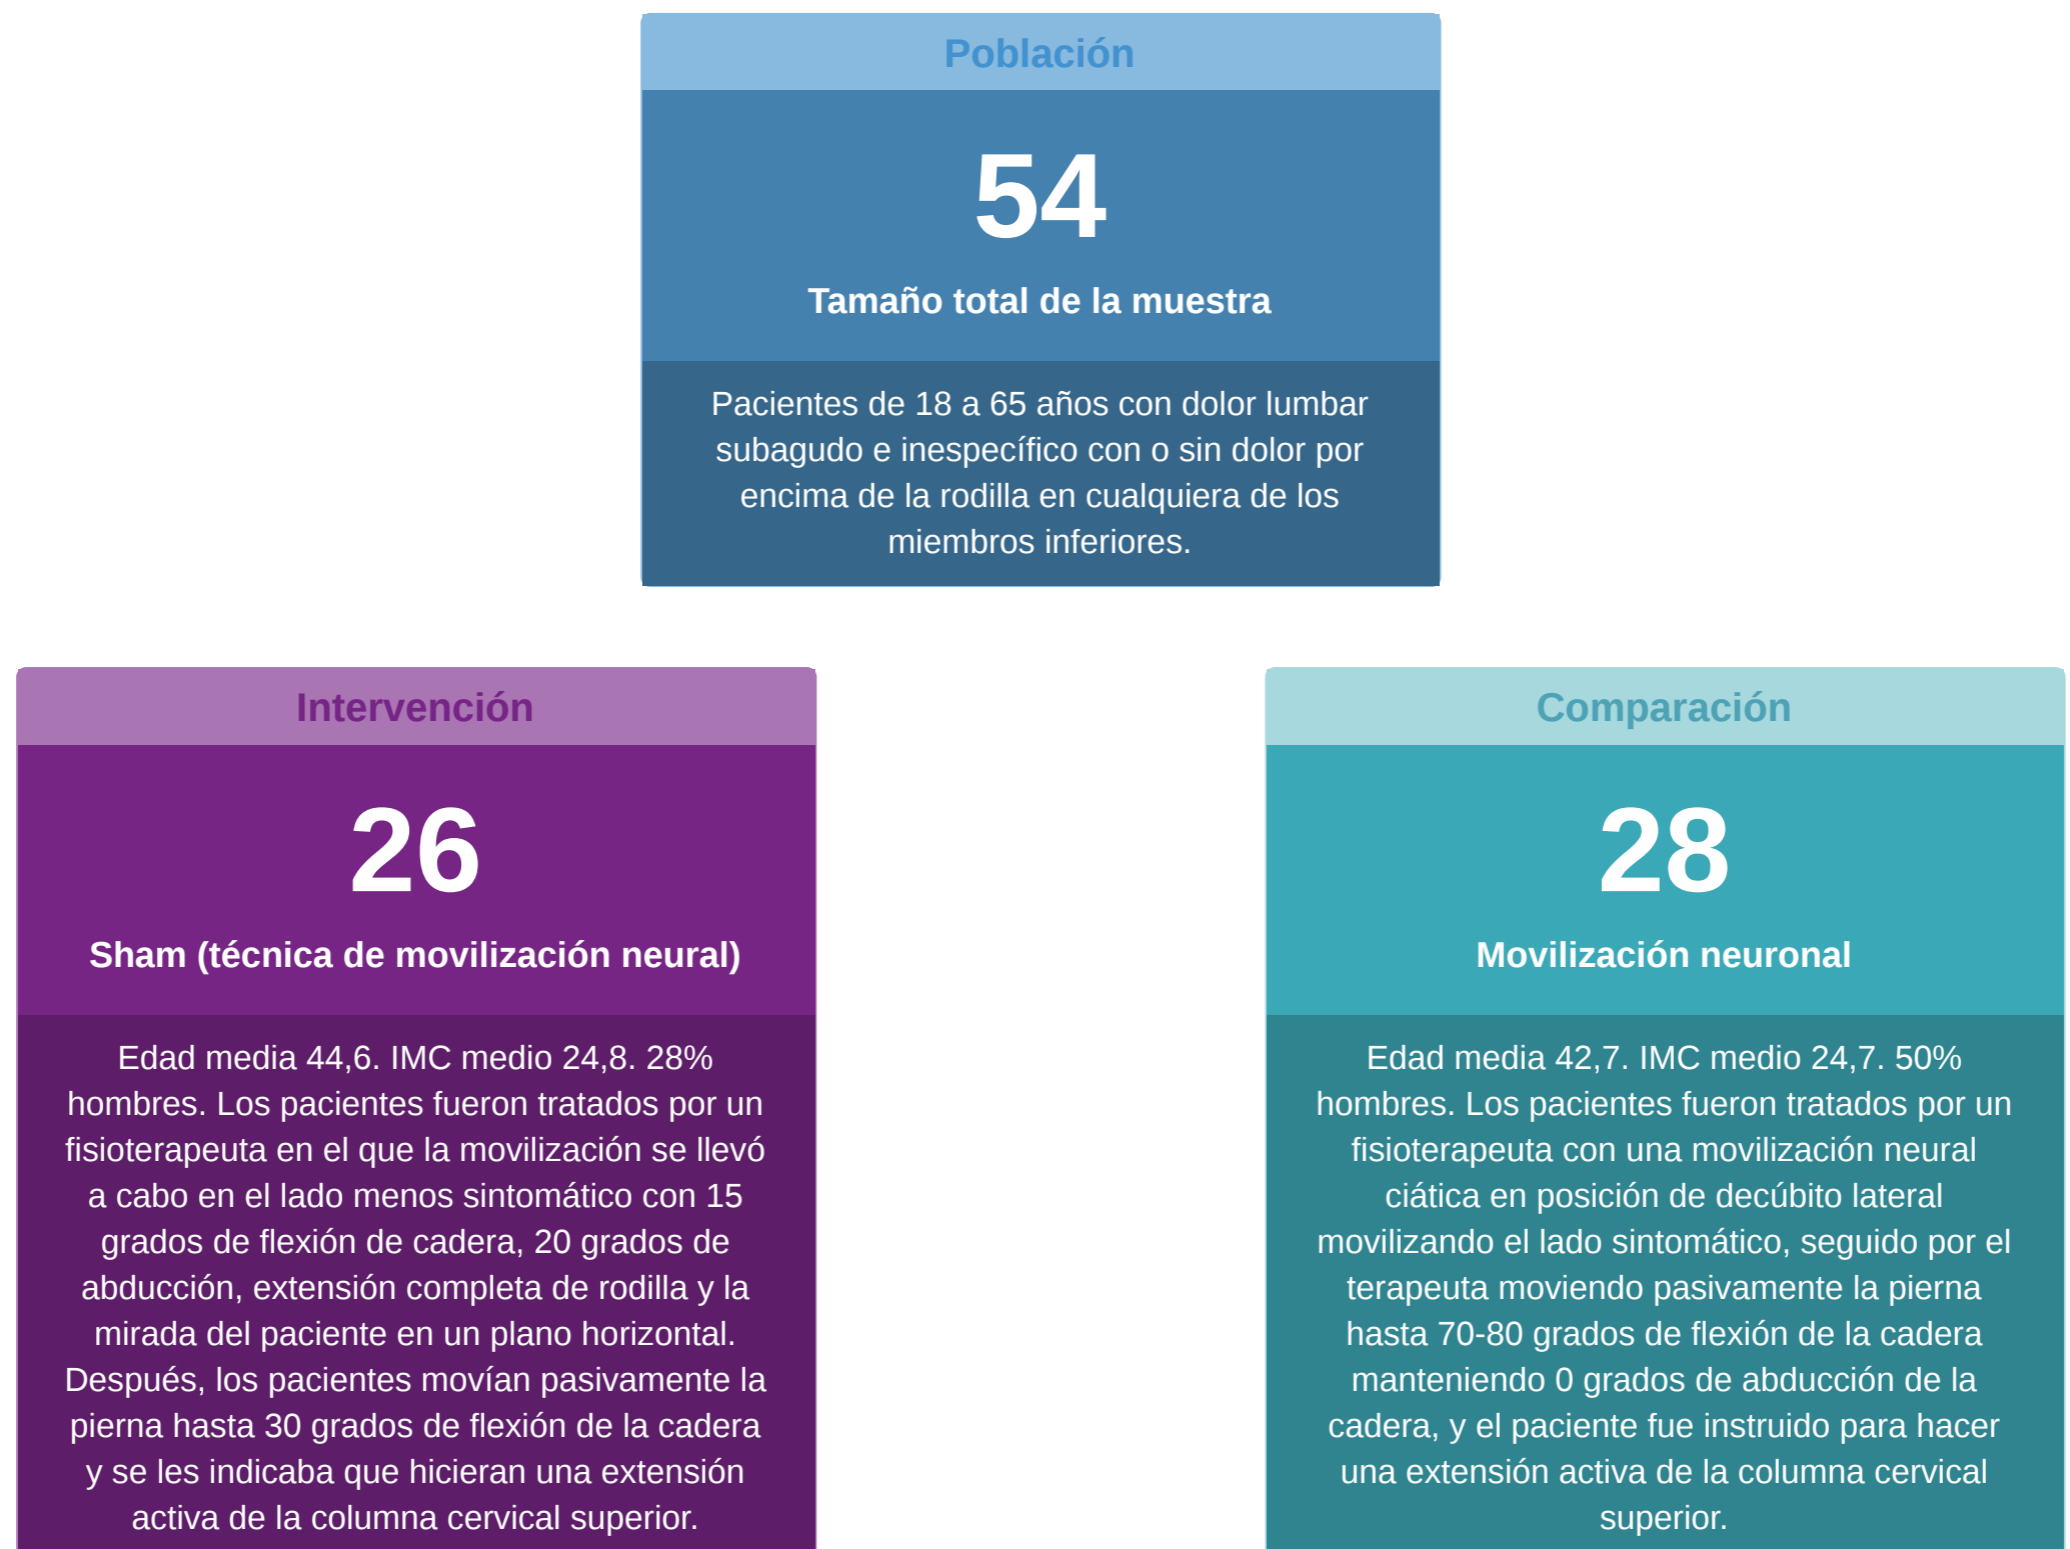 Población
54
Tamaño total de la muestra
Pacientes de 18 a 65 años con dolor lumbar
subagudo e inespecífico con o sin dolor por
encima de la rodilla en cualquiera de los
miembros inferiores.
Intervención
26
Sham (técnica de movilización neural)
Edad media 44,6. IMC medio 24,8. 28%
hombres. Los pacientes fueron tratados por un
fisioterapeuta en el que la movilización se llevó
a cabo en el lado menos sintomático con 15
grados de flexión de cadera, 20 grados de
abducción, extensión completa de rodilla y la
mirada del paciente en un plano horizontal.
Después, los pacientes movían pasivamente la
pierna hasta 30 grados de flexión de la cadera
y se les indicaba que hicieran una extensión
activa de la columna cervical superior.
Comparación
28
Movilización neuronal
Edad media 42,7. IMC medio 24,7. 50%
hombres. Los pacientes fueron tratados por un
fisioterapeuta con una movilización neural
ciática en posición de decúbito lateral
movilizando el lado sintomático, seguido por el
terapeuta moviendo pasivamente la pierna
hasta 70-80 grados de flexión de la cadera
manteniendo 0 grados de abducción de la
cadera, y el paciente fue instruido para hacer
una extensión activa de la columna cervical
superior.